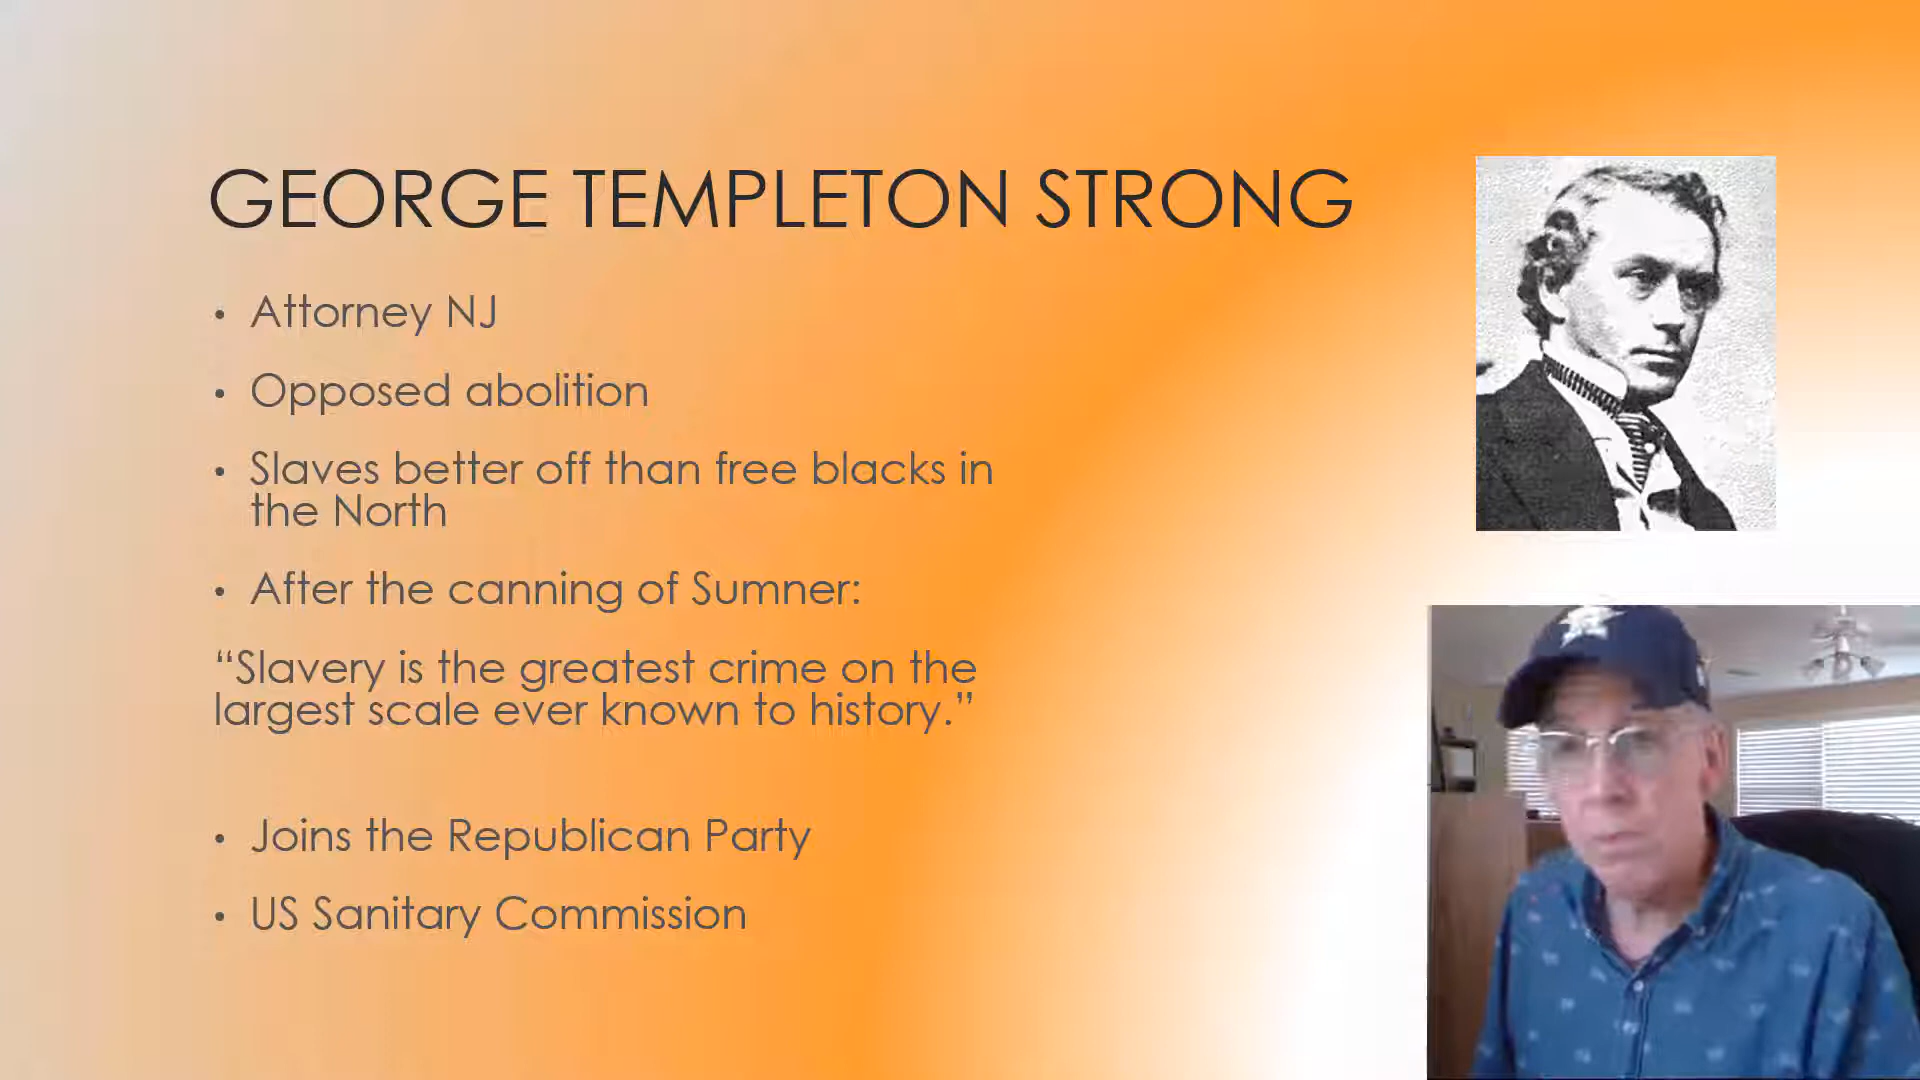 GEORGE TEMPLETON STRONG
• Attorney NJ
• Opposed abolition
• Slaves better off than free blacks in
the North
• After the canning of Sumner:
“Slavery is the greatest crime on the
largest scale ever known to history.”
• Joins the Republican Party
• US Sanitary Commission